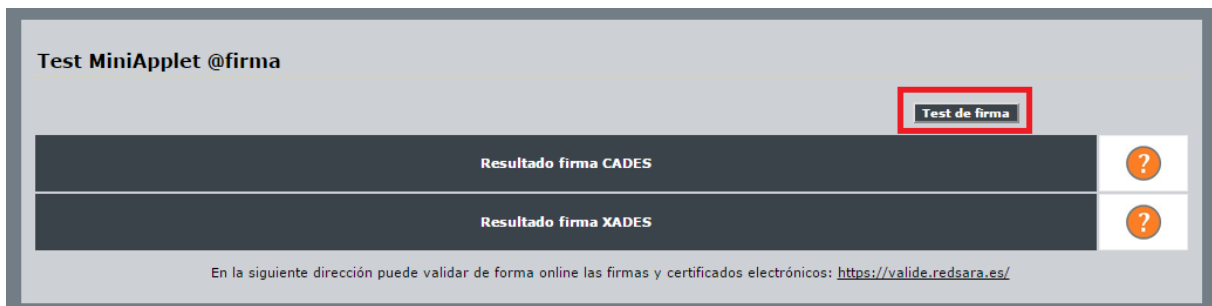 Test MiniApplet @firma
Test de firma
Resultado firma CADES
?
Resultado firma XADES
?
En la siguiente dirección puede validar de forma online las firmas y certificados electrónicos: https://valide.redsara.es/